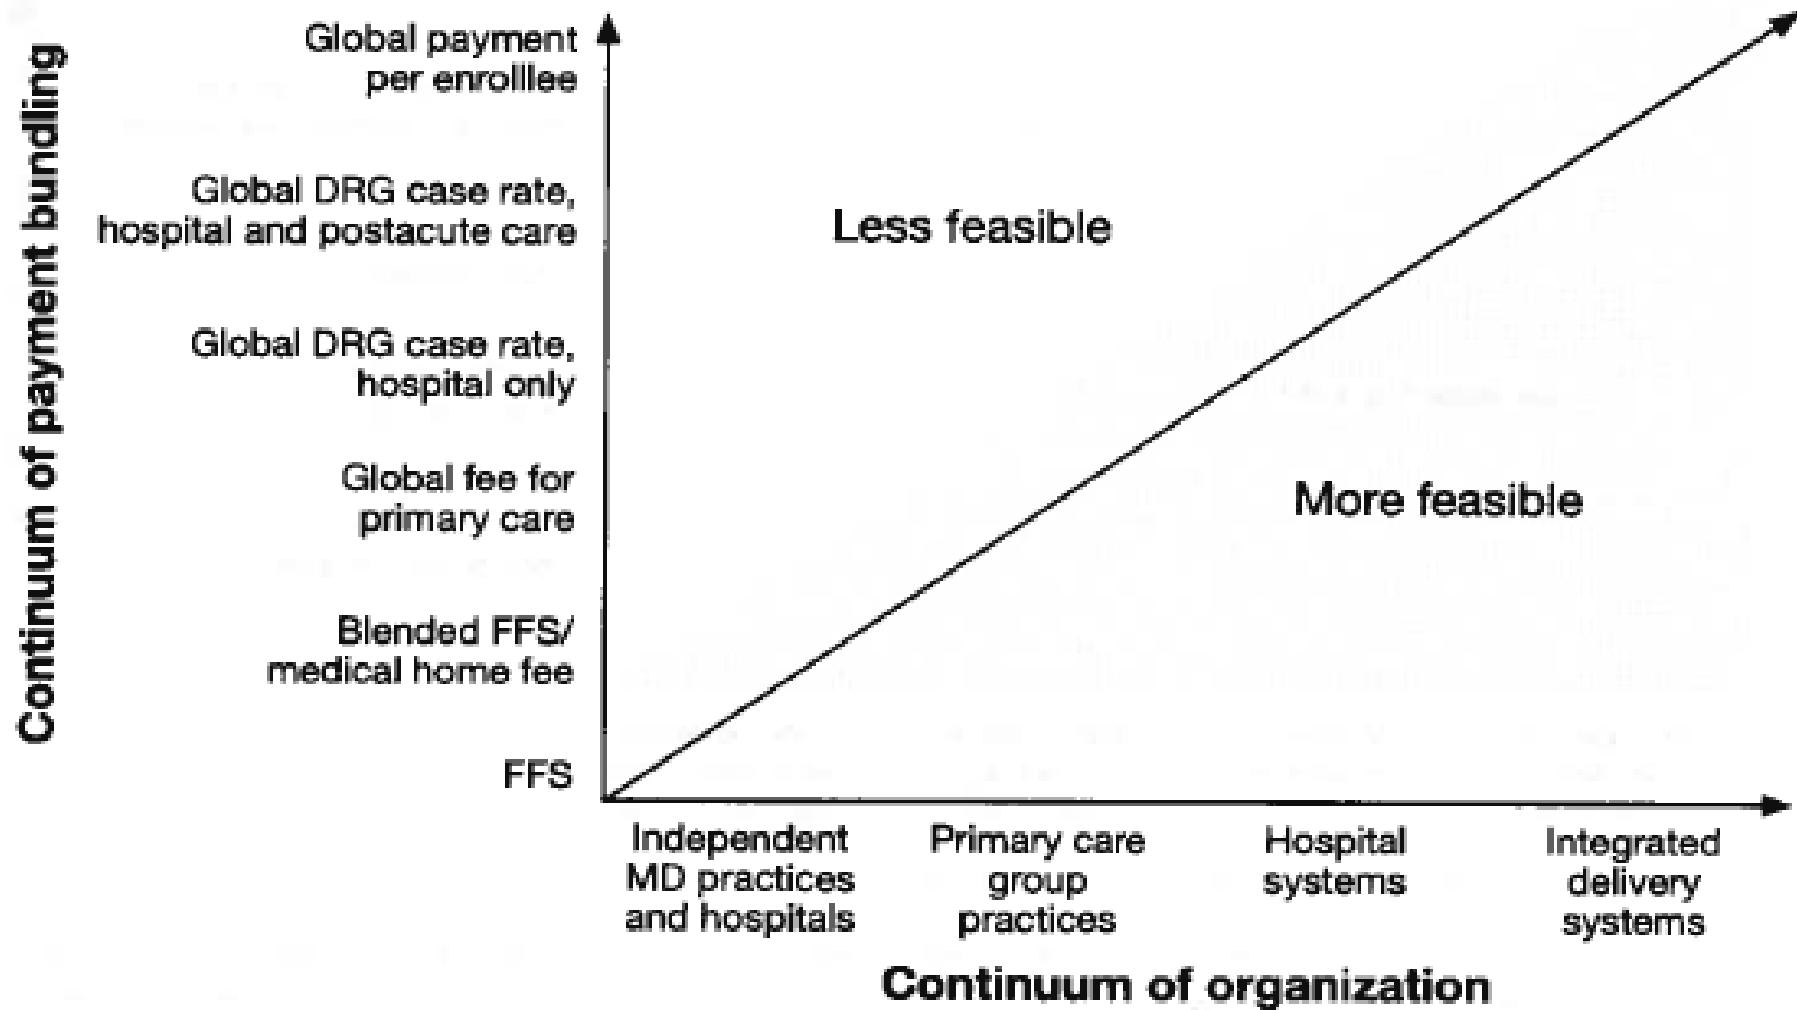 Continuum of payment bundling
Global payment
per enrolllee
Global DRG case rate,
hospital and postacute care
Global DRG case rate,
hospital only
Global fee for
primary care
Blended FFS/
medical home fee
FFS
Less feasible
More feasible
Independent
MD practices
and hospitals
Primary care
group
practices
Hospital
systems
Integrated
delivery
systems
Continuum of organization